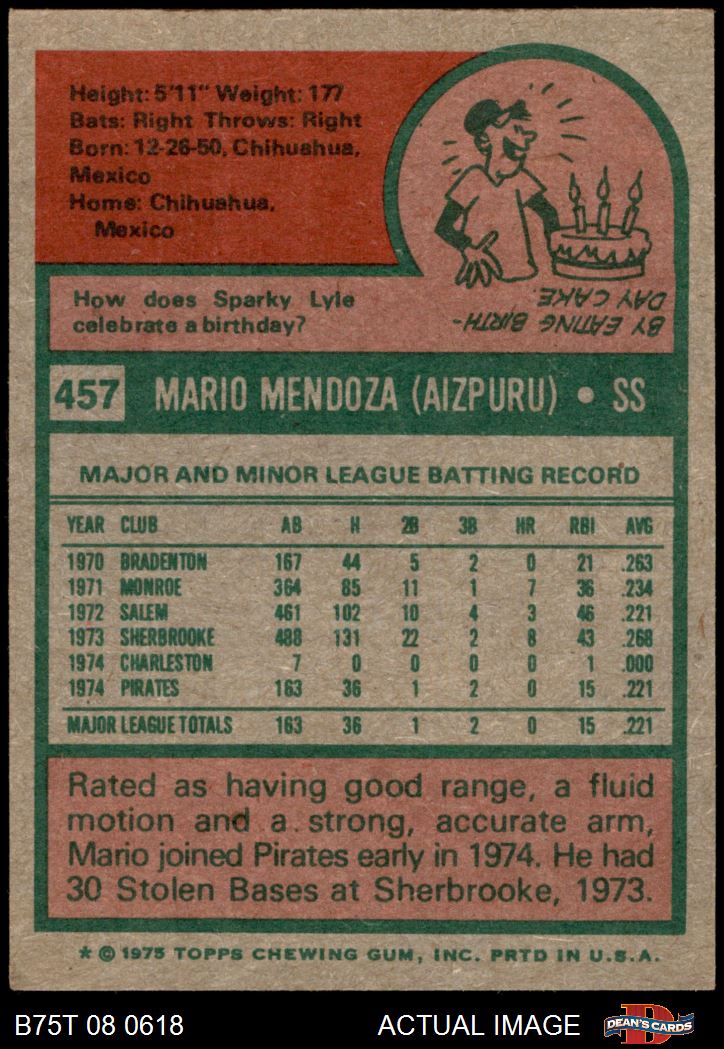 Height: 5'11" Weight: 177
Bats: Right Throws: Right
Born: 12-26-50, Chihuahua,
Mexico
Home: Chihuahua,
Mexico
How does Sparky Lyle
celebrate a birthday?
BY EATING BIRTH-
DAY CAKE.
457 MARIO MENDOZA (AIZPURU) • SS
MAJOR AND MINOR LEAGUE BATTING RECORD
YEAR CLUB AB H 2B 3B HR RBI AVG
1970 BRADENTON 167 44 5 2 0 21 .263
1971 MONROE 364 85 11 1 7 36 .234
1972 SALEM 461 102 10 4 3 46 .221
1973 SHERBROOKE 488 131 22 2 8 43 .268
1974 CHARLESTON 7 0 0 0 0 1 .000
1974 PIRATES 163 36 1 2 0 15 .221
MAJOR LEAGUE TOTALS 163 36 1 2 0 15 .221
Rated as having good range, a fluid
motion and a strong, accurate arm,
Mario joined Pirates early in 1974. He had
30 Stolen Bases at Sherbrooke, 1973.
* © 1975 TOPPS CHEWING GUM, INC. PRTD IN U.S.A.
B75T 08 0618 ACTUAL IMAGE D DEAN'S CARDS